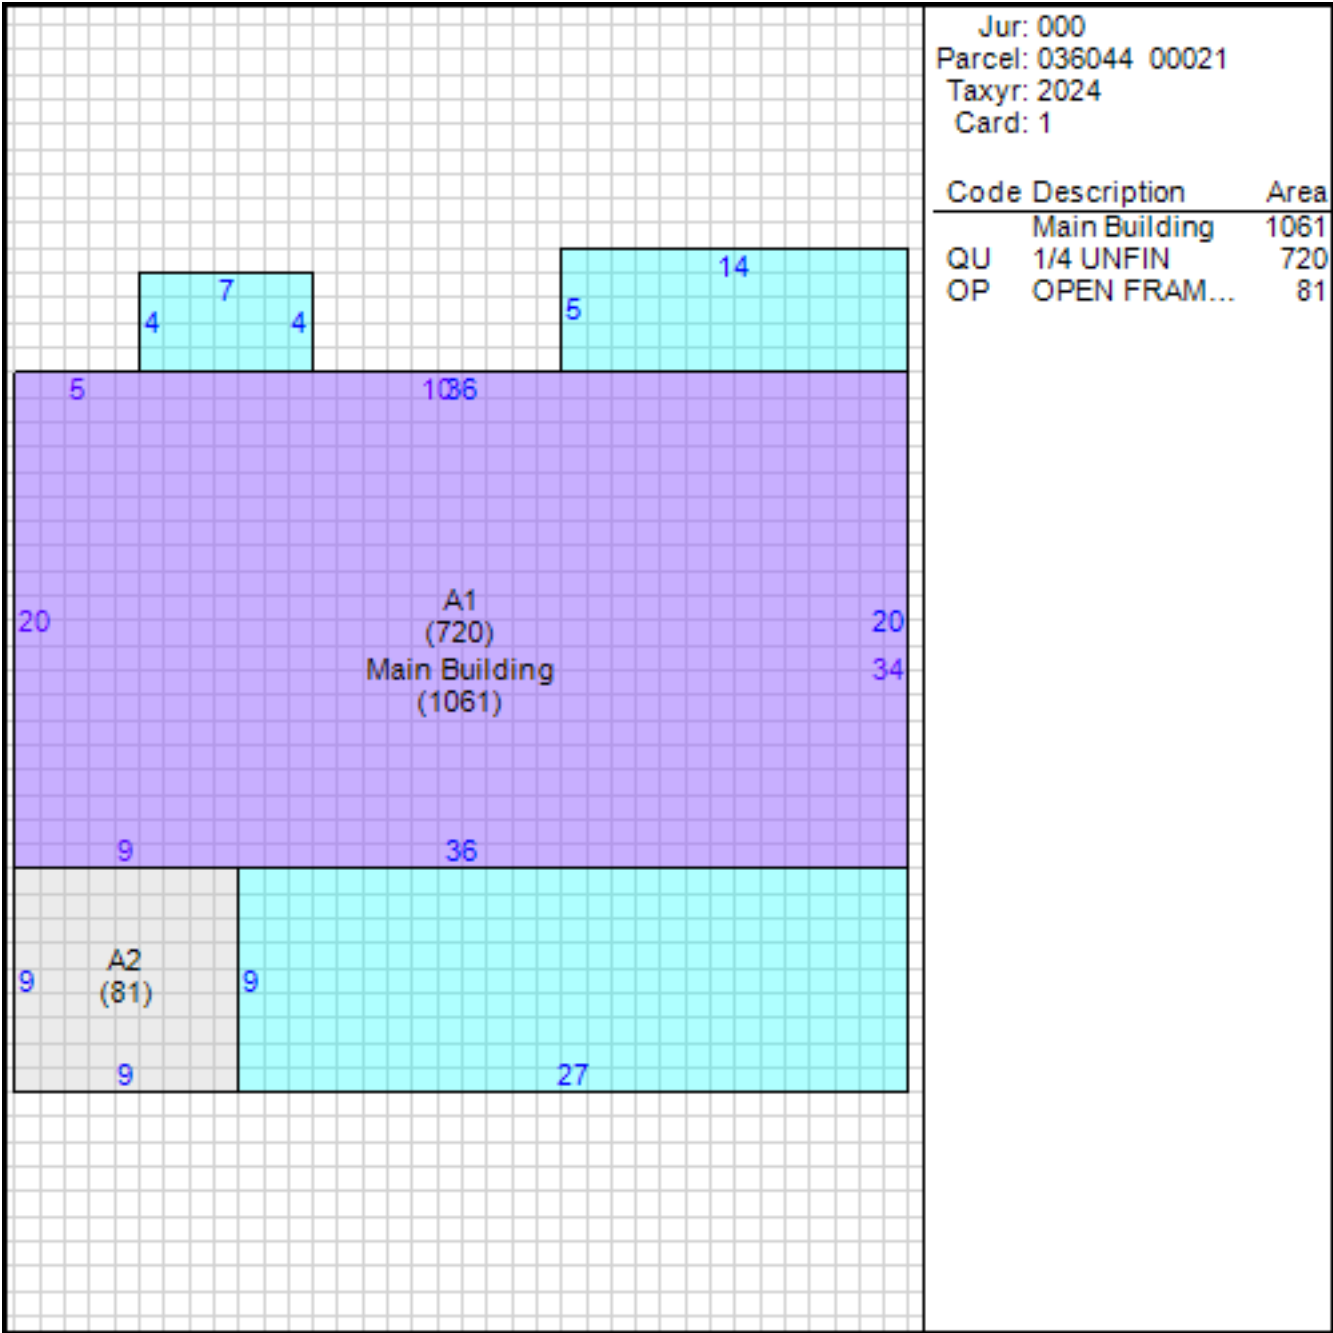 Jur: 000
Parcel: 036044 00021
Taxyr: 2024
Card: 1
Code Description Area
Main Building 1061
QU 1/4 UNFIN 720
OP OPEN FRAM... 81
14
7
5
4 4
5 10 36
A1
20 (720) 20
Main Building 34
(1061)
9 36
A2
9 (81) 9
9 27